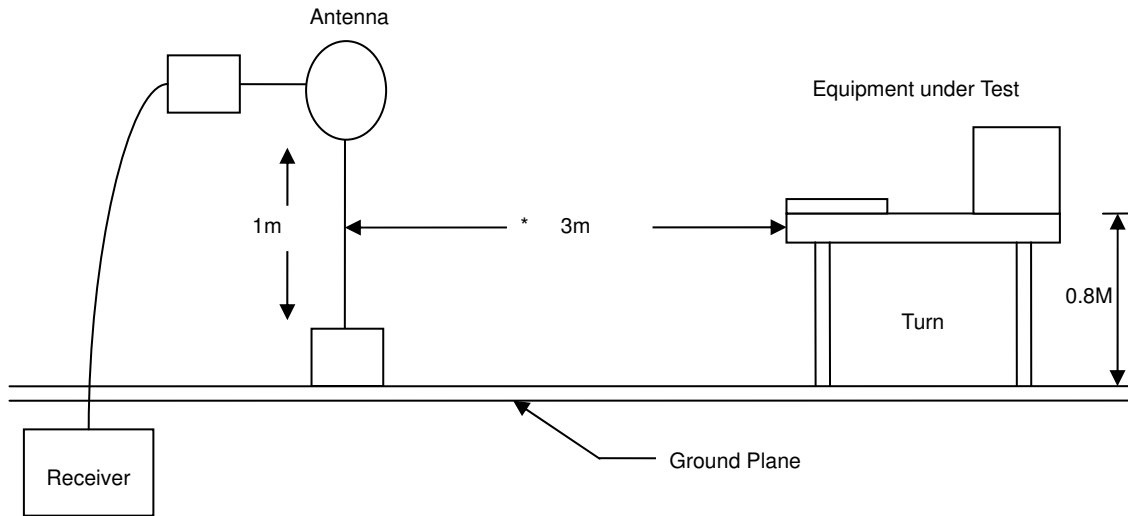 Antenna
Equipment under Test
1m
* 3m
0.8M
Turn
Ground Plane
Receiver